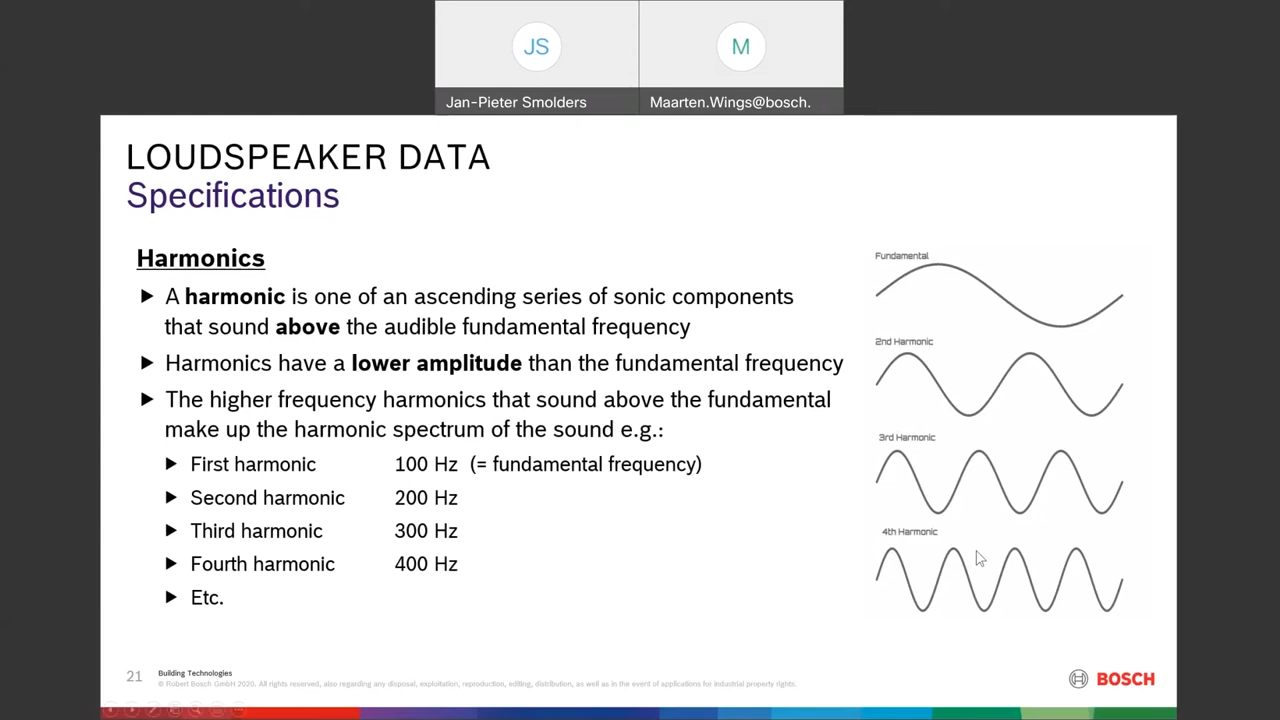 JS
M
Jan-Pieter Smolders
Maarten.Wings@bosch.
LOUDSPEAKER DATA
Specifications
Harmonics
A harmonic is one of an ascending series of sonic components
that sound above the audible fundamental frequency
Harmonics have a lower amplitude than the fundamental frequency
The higher frequency harmonics that sound above the fundamental
make up the harmonic spectrum of the sound e.g.:
First harmonic 100 Hz (= fundamental frequency)
Second harmonic 200 Hz
Third harmonic 300 Hz
Fourth harmonic 400 Hz
Etc.
Fundamental
2nd Harmonic
3rd Harmonic
4th Harmonic
21
Building Technologies
© Robert Bosch GmbH 2020. All rights reserved, also regarding any disposal, exploitation, reproduction, editing, distribution, as well as in the event of applications for industrial property rights.
BOSCH